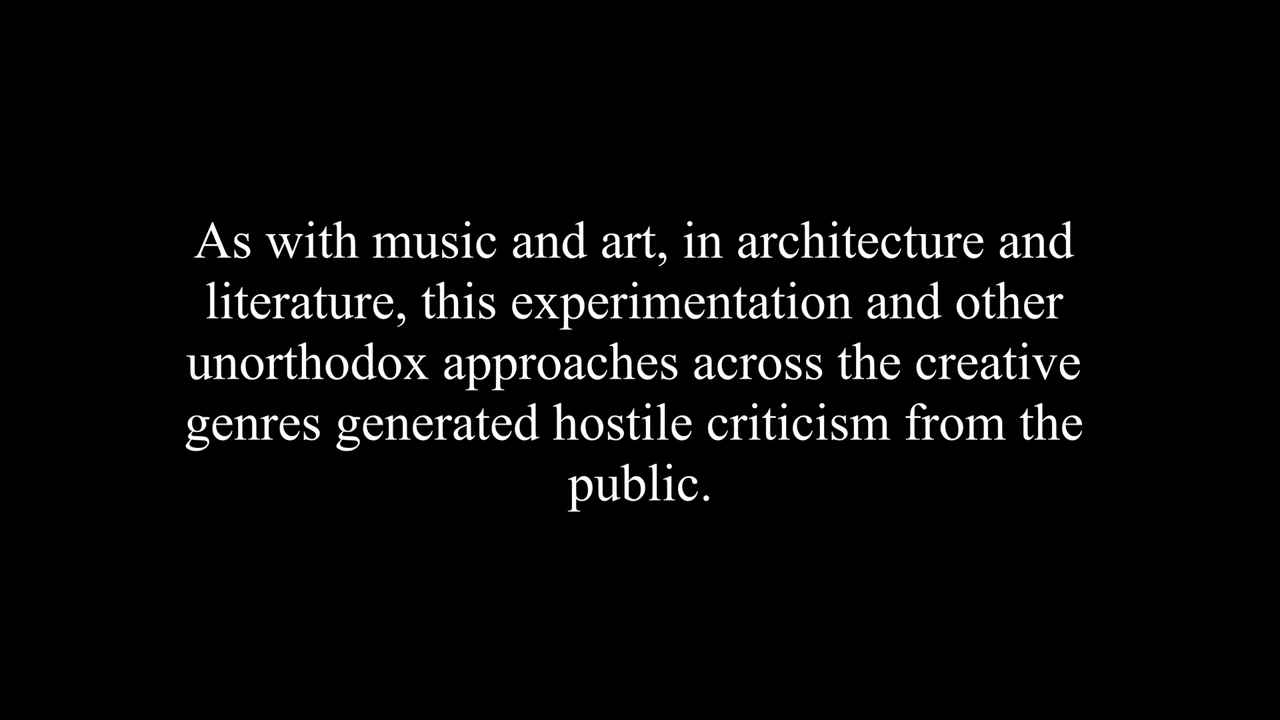 As with music and art, in architecture and
literature, this experimentation and other
unorthodox approaches across the creative
genres generated hostile criticism from the
public.